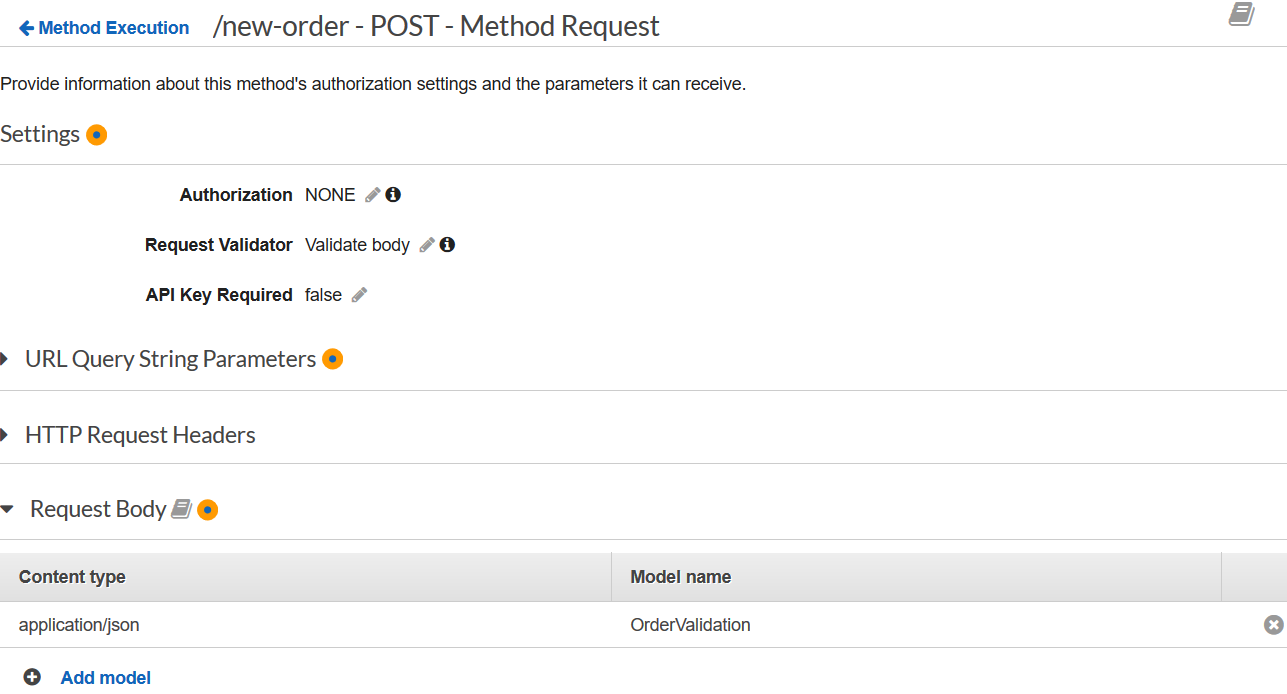 Method Execution /new-order - POST - Method Request
Provide information about this method's authorization settings and the parameters it can receive.
Settings
Authorization NONE
Request Validator Validate body
API Key Required false
URL Query String Parameters
HTTP Request Headers
Request Body
Content type Model name
application/json OrderValidation
Add model